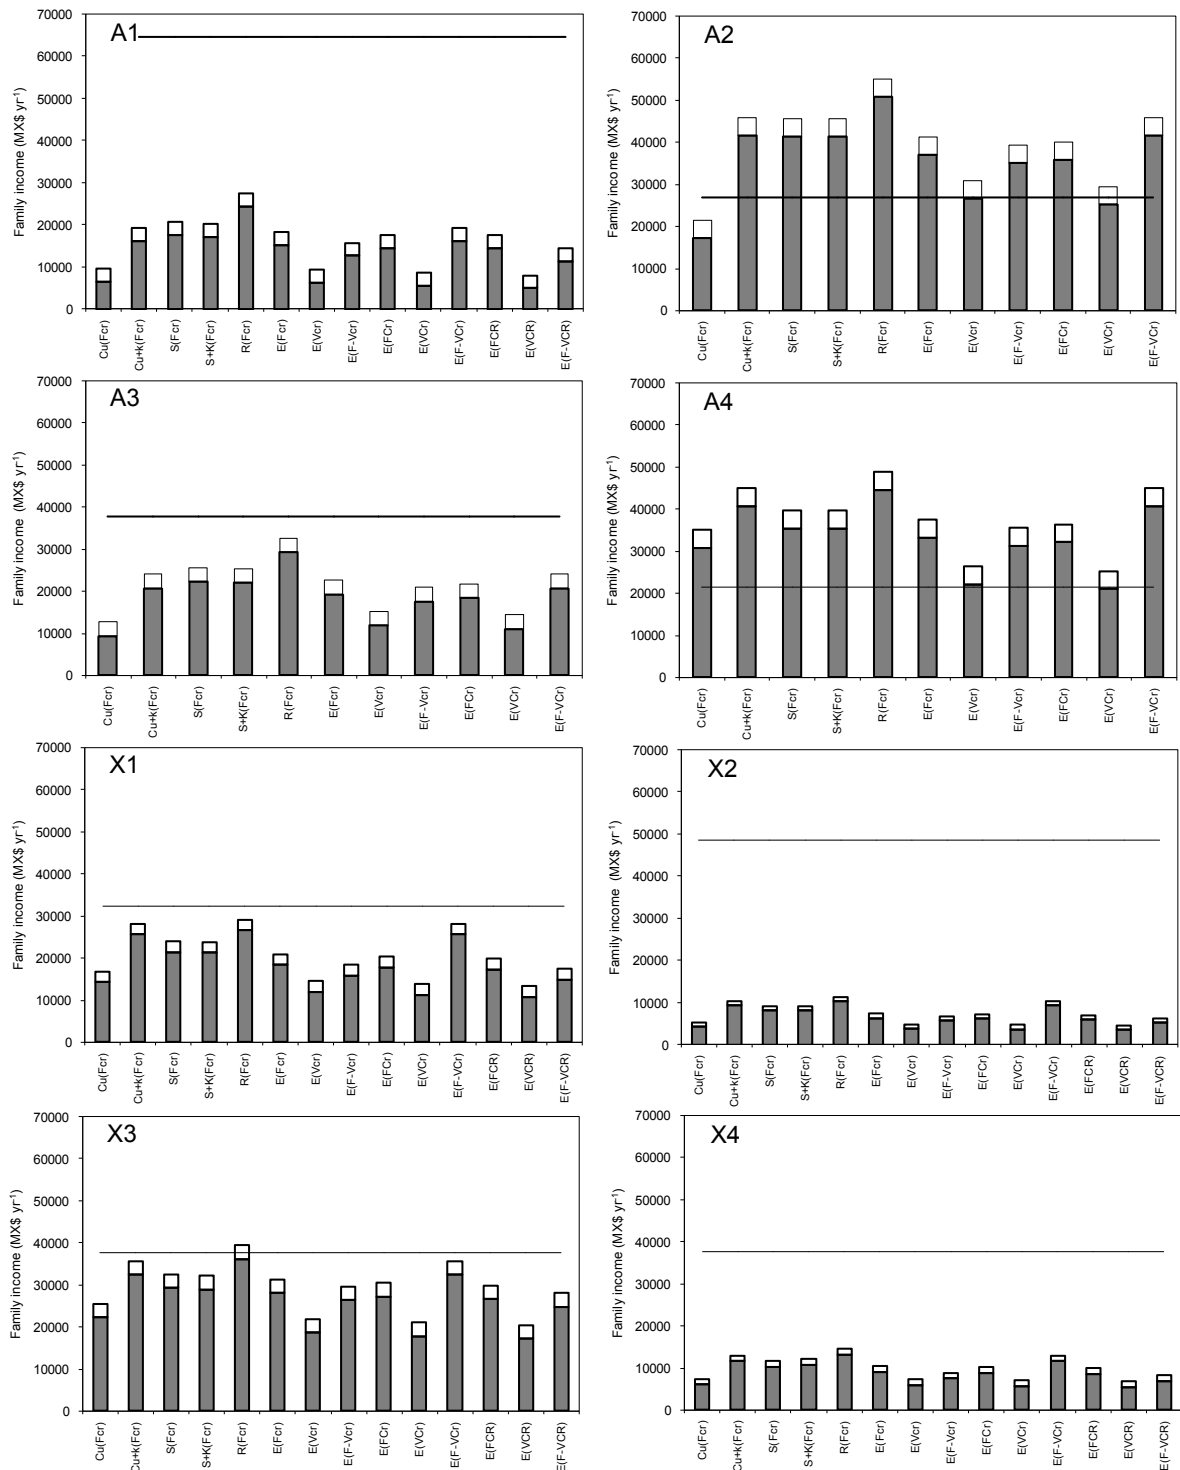 A1
Family income (MX$ yr⁻¹)
70000
60000
50000
40000
30000
20000
10000
0
Cu(Fcr)
Cu+k(Fcr)
S(Fcr)
S+K(Fcr)
R(Fcr)
E(Fcr)
E(Vcr)
E(F-Vcr)
E(FCr)
E(VCr)
E(F-VCr)
E(FCR)
E(VCR)
E(F-VCR)
A2
Family income (MX$ yr⁻¹)
70000
60000
50000
40000
30000
20000
10000
0
Cu(Fcr)
Cu+k(Fcr)
S(Fcr)
S+K(Fcr)
R(Fcr)
E(Fcr)
E(Vcr)
E(F-Vcr)
E(FCr)
E(VCr)
E(F-VCr)
A3
Family income (MX$ yr⁻¹)
70000
60000
50000
40000
30000
20000
10000
0
Cu(Fcr)
Cu+k(Fcr)
S(Fcr)
S+K(Fcr)
R(Fcr)
E(Fcr)
E(Vcr)
E(F-Vcr)
E(FCr)
E(VCr)
E(F-VCr)
A4
Family income (MX$ yr⁻¹)
70000
60000
50000
40000
30000
20000
10000
0
Cu(Fcr)
Cu+k(Fcr)
S(Fcr)
S+K(Fcr)
R(Fcr)
E(Fcr)
E(Vcr)
E(F-Vcr)
E(FCr)
E(VCr)
E(F-VCr)
X1
Family income (MX$ yr⁻¹)
70000
60000
50000
40000
30000
20000
10000
0
Cu(Fcr)
Cu+k(Fcr)
S(Fcr)
S+K(Fcr)
R(Fcr)
E(Fcr)
E(Vcr)
E(F-Vcr)
E(FCr)
E(VCr)
E(F-VCr)
E(FCR)
E(VCR)
E(F-VCR)
X2
Family income (MX$ yr⁻¹)
70000
60000
50000
40000
30000
20000
10000
0
Cu(Fcr)
Cu+k(Fcr)
S(Fcr)
S+K(Fcr)
R(Fcr)
E(Fcr)
E(Vcr)
E(F-Vcr)
E(FCr)
E(VCr)
E(F-VCr)
E(FCR)
E(VCR)
E(F-VCR)
X3
Family income (MX$ yr⁻¹)
70000
60000
50000
40000
30000
20000
10000
0
Cu(Fcr)
Cu+k(Fcr)
S(Fcr)
S+K(Fcr)
R(Fcr)
E(Fcr)
E(Vcr)
E(F-Vcr)
E(FCr)
E(VCr)
E(F-VCr)
E(FCR)
E(VCR)
E(F-VCR)
X4
Family income (MX$ yr⁻¹)
70000
60000
50000
40000
30000
20000
10000
0
Cu(Fcr)
Cu+k(Fcr)
S(Fcr)
S+K(Fcr)
R(Fcr)
E(Fcr)
E(Vcr)
E(F-Vcr)
E(FCr)
E(VCr)
E(F-VCr)
E(FCR)
E(VCR)
E(F-VCR)